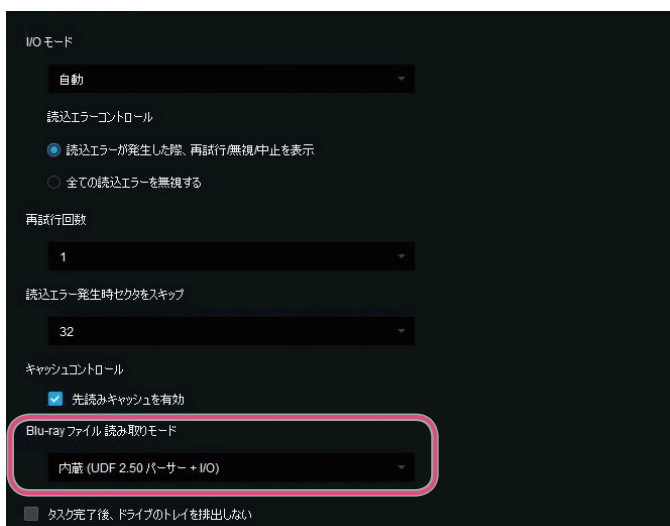 I/O モード
自動
読込エラーコントロール
読込エラーが発生した際、再試行/無視/中止を表示
全ての読込エラーを無視する
再試行回数
1
読込エラー発生時セクタをスキップ
32
キャッシュコントロール
先読みキャッシュを有効
Blu-ray ファイル 読み取りモード
内蔵 (UDF 2.50 パーサー + I/O)
タスク完了後、ドライブのトレイを排出しない